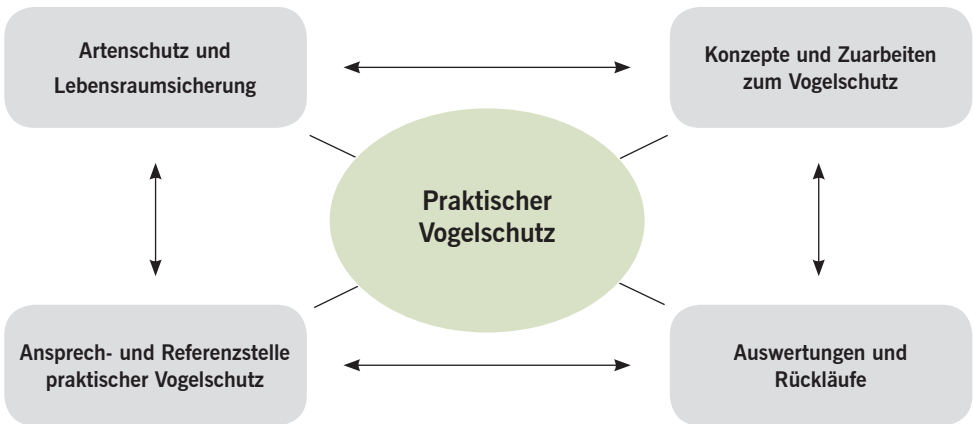 Artenschutz und
Lebensraumsicherung
Konzepte und Zuarbeiten
zum Vogelschutz
Praktischer
Vogelschutz
Ansprech- und Referenzstelle
praktischer Vogelschutz
Auswertungen und
Rückläufe